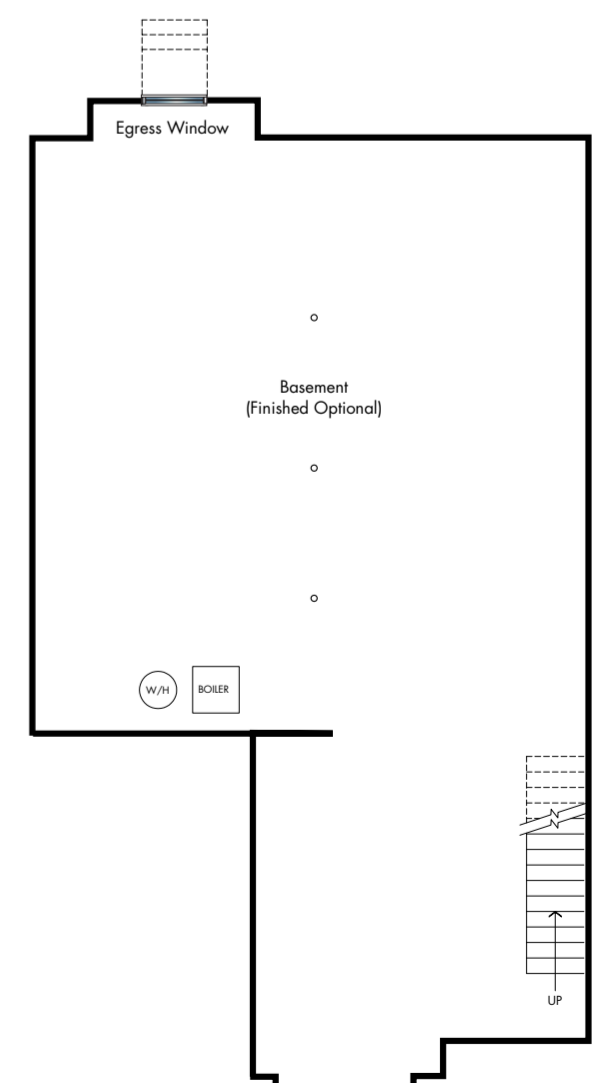 Egress Window
Basement
(Finished Optional)
W/H
BOILER
UP